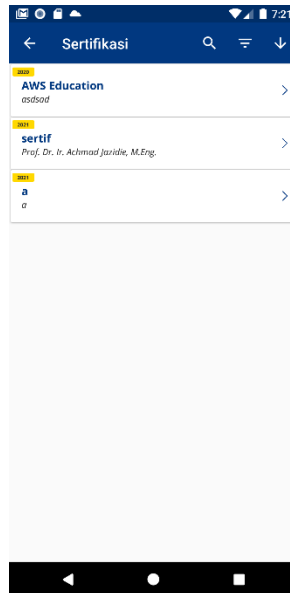 7:21
Sertifikasi
2020
AWS Education
asdsad
2021
sertif
Prof. Dr. Ir. Achmad Jazidie, M.Eng.
2021
a
a